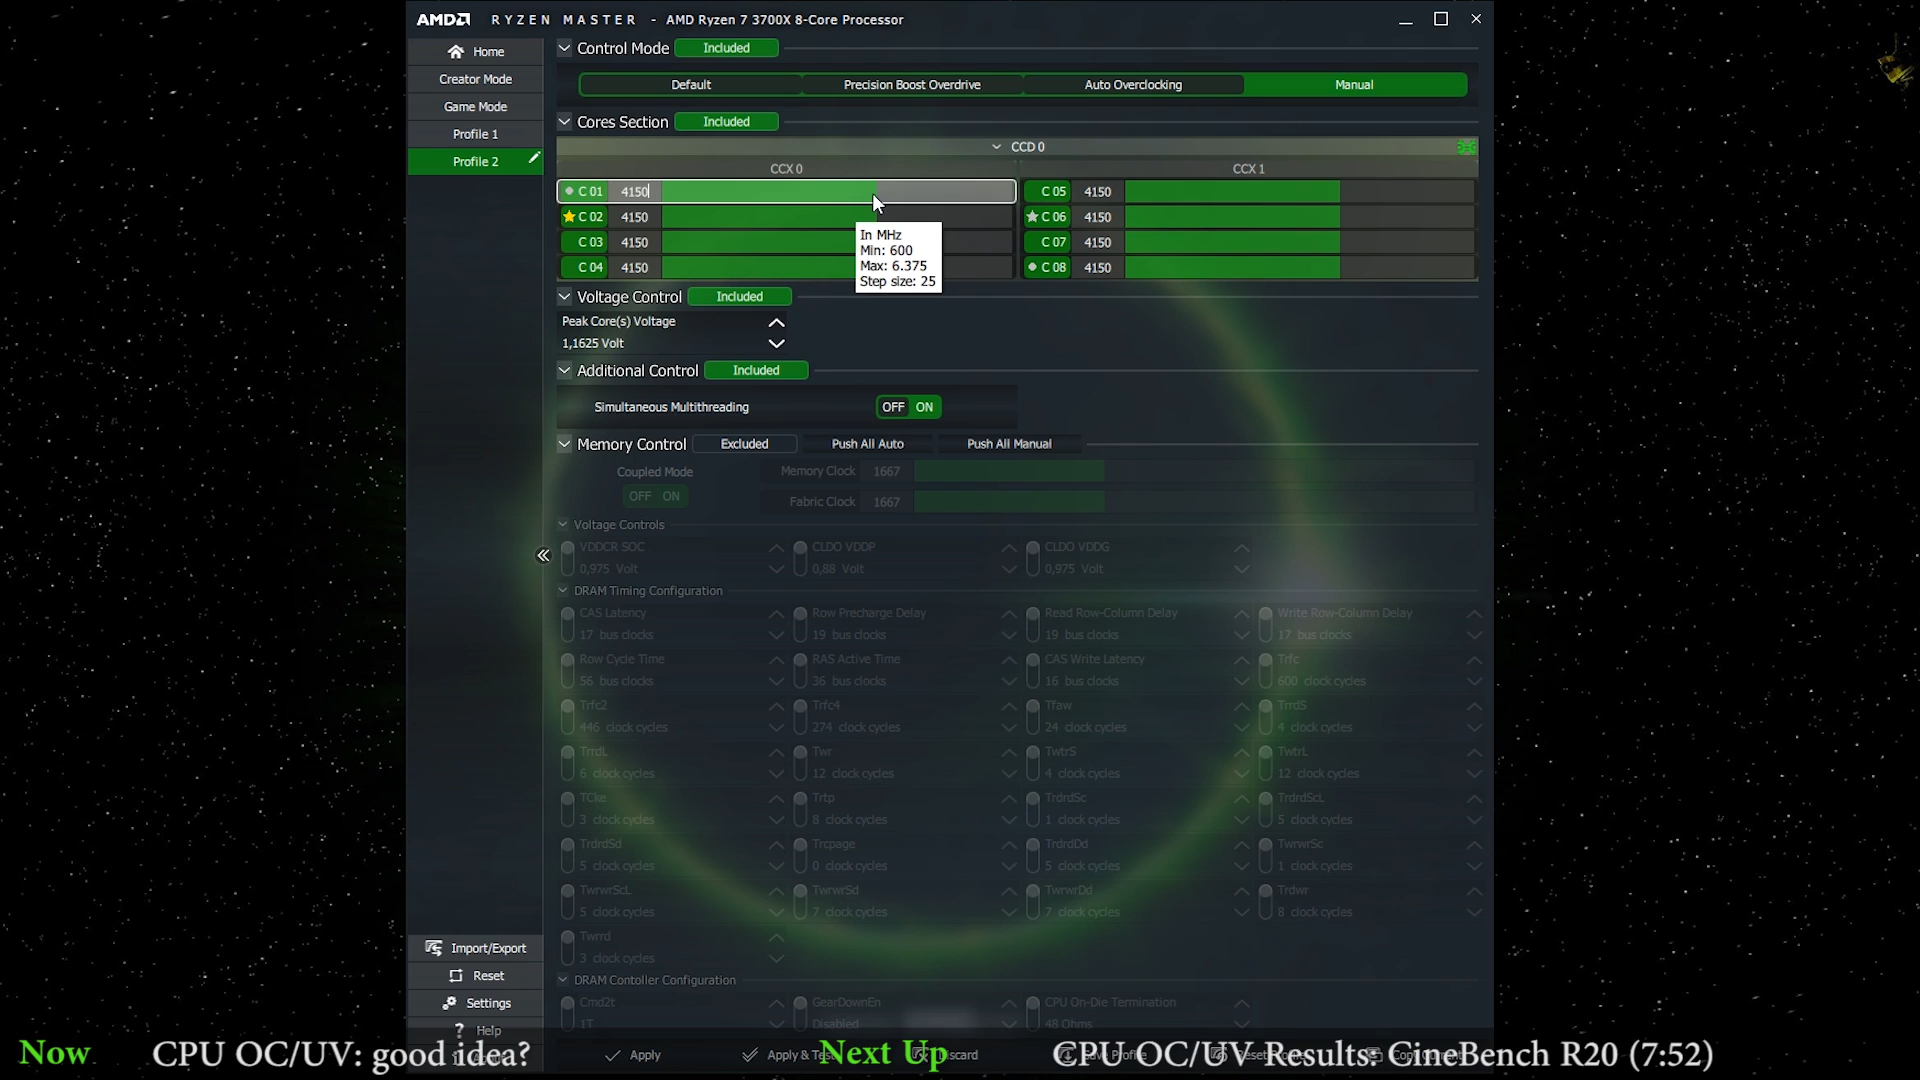 AMD RYZEN MASTER - AMD Ryzen 7 3700X 8-Core Processor
Home
Creator Mode
Game Mode
Profile 1
Profile 2
Control Mode Included
Default Precision Boost Overdrive Auto Overclocking Manual
Cores Section Included
CCD 0
CCX 0 CCX 1
C 01 4150 C 05 4150
C 02 4150 C 06 4150
C 03 4150 C 07 4150
C 04 4150 C 08 4150
In MHz
Min: 600
Max: 6.375
Step size: 25
Voltage Control Included
Peak Core(s) Voltage
1,1625 Volt
Additional Control Included
Simultaneous Multithreading OFF ON
Memory Control Excluded Push All Auto Push All Manual
Coupled Mode Memory Clock 1667
OFF ON Fabric Clock 1667
Voltage Controls
VDDCR SOC CLDO VDDP CLDO VDDG
0,975 Volt 0,88 Volt 0,975 Volt
DRAM Timing Configuration
CAS Latency Row Precharge Delay Read Row-Column Delay Write Row-Column Delay
17 bus clocks 19 bus clocks 19 bus clocks 17 bus clocks
Row Cycle Time RAS Active Time CAS Write Latency Trfc
56 bus clocks 36 bus clocks 16 bus clocks 600 clock cycles
Trfc2 Trfc4 Tfaw TrrdS
446 clock cycles 274 clock cycles 24 clock cycles 4 clock cycles
TrrdL Twr TwtrS TwtrL
6 clock cycles 12 clock cycles 4 clock cycles 12 clock cycles
TCke Trtp TrdrdSc TrdrdScL
3 clock cycles 8 clock cycles 1 clock cycles 5 clock cycles
TrdrdSd Trcpage TrdrdDd TwrwrSc
5 clock cycles 0 clock cycles 5 clock cycles 1 clock cycles
TwrwrScL TwrwrSd TwrwrDd Trdwr
5 clock cycles 7 clock cycles 7 clock cycles 8 clock cycles
Twrrd
3 clock cycles
DRAM Controller Configuration
Cmd2t GearDownEn CPU On-Die Termination
1T Disabled 48 Ohms
Import/Export
Reset
Settings
Help
Apply Apply & Test Discard
Now CPU OC/UV: good idea? Next Up CPU OC/UV Results: CineBench R20 (7:52)